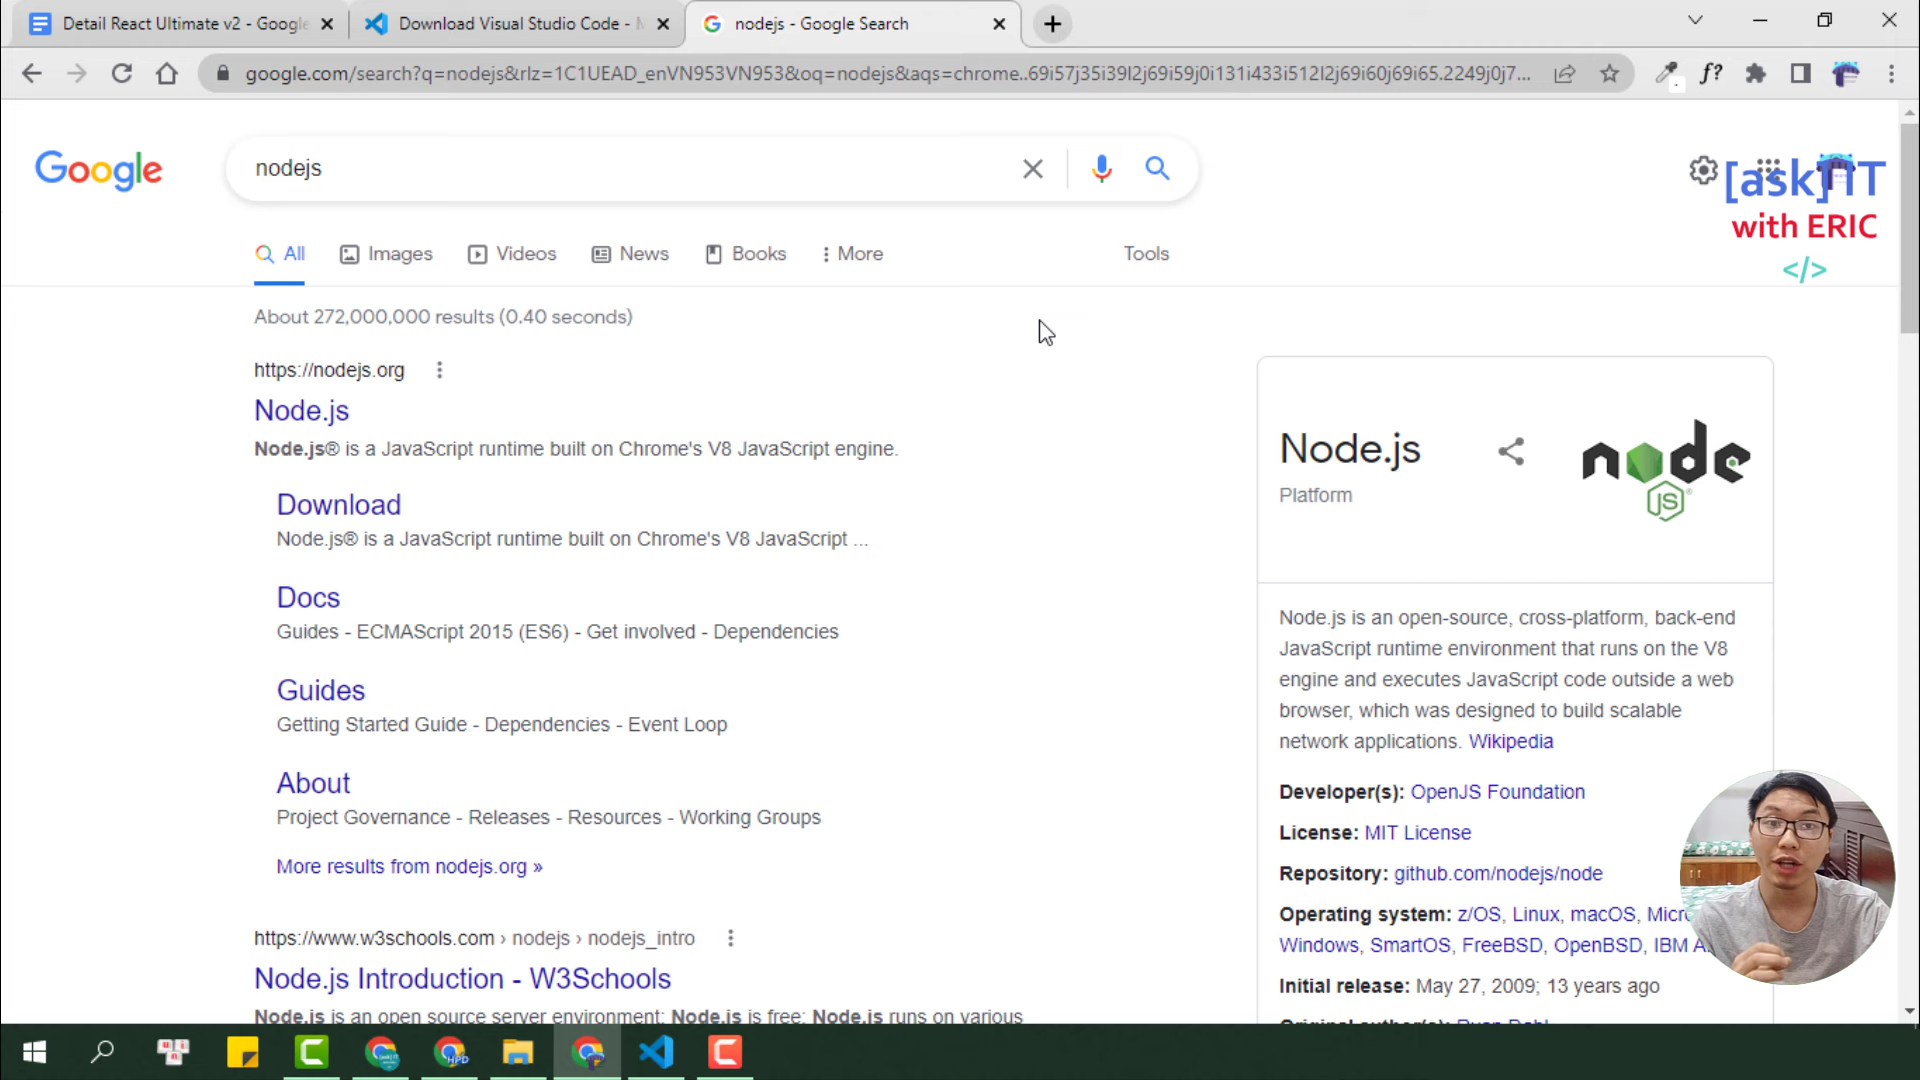 Detail React Ultimate v2 - Google
Download Visual Studio Code - M
nodejs - Google Search
google.com/search?q=nodejs&rlz=1C1UEAD_enVN953VN953&oq=nodejs&aqs=chrome..69i57j35i39l2j69i59j0i131i433i512l2j69i60j69i65.2249j0j7...
f?
Google
nodejs
[ask] IT
with ERIC
</>
All
Images
Videos
News
Books
More
Tools
About 272,000,000 results (0.40 seconds)
https://nodejs.org
Node.js
Node.js® is a JavaScript runtime built on Chrome's V8 JavaScript engine.
Download
Node.js® is a JavaScript runtime built on Chrome's V8 JavaScript ...
Docs
Guides - ECMAScript 2015 (ES6) - Get involved - Dependencies
Guides
Getting Started Guide - Dependencies - Event Loop
About
Project Governance - Releases - Resources - Working Groups
More results from nodejs.org »
https://www.w3schools.com › nodejs › nodejs_intro
Node.js Introduction - W3Schools
Node.js is an open source server environment; Node.js is free; Node.js runs on various
Node.js
Platform
node
JS
Node.js is an open-source, cross-platform, back-end
JavaScript runtime environment that runs on the V8
engine and executes JavaScript code outside a web
browser, which was designed to build scalable
network applications. Wikipedia
Developer(s): OpenJS Foundation
License: MIT License
Repository: github.com/nodejs/node
Operating system: z/OS, Linux, macOS, Micro
Windows, SmartOS, FreeBSD, OpenBSD, IBM A
Initial release: May 27, 2009; 13 years ago
Original author(s): Ryan Dahl